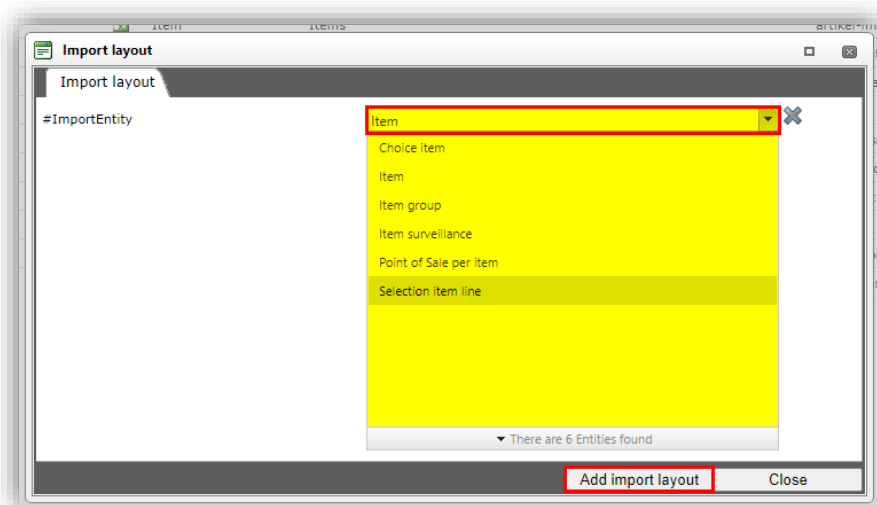 Item Items artikel-im
Import layout
Import layout
#ImportEntity
Item
Choice item
Item
Item group
Item surveillance
Point of Sale per item
Selection item line
There are 6 Entities found
Add import layout Close